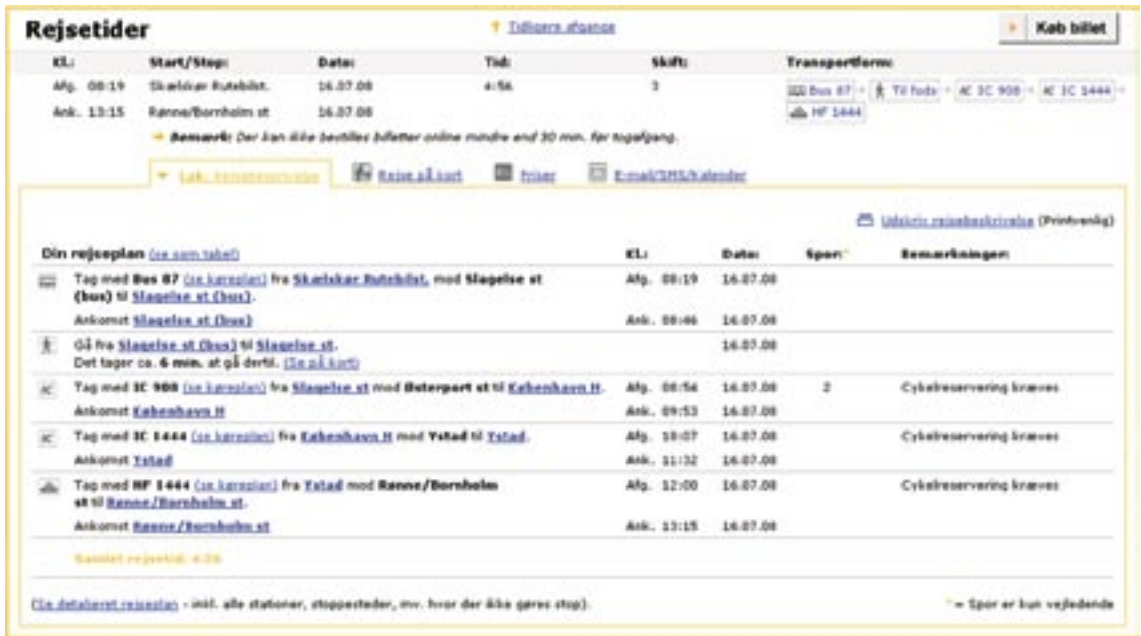 Rejsetider
Tidligere afgange
Køb billet
Kl.: Start/Stop: Dato: Tid: Skift: Transportform:
Afg. 08:19 Skælskør Rutebilst. 16.07.08 4:56 3 Bus 87 Til fods IC 908 IC 1444
Ank. 13:15 Rønne/Bornholm st 16.07.08 HF 1444
Bemærk: Der kan ikke bestilles billetter online mindre end 30 min. før togafgang.
Luk: Rejsebeskrivelse Rejse på kort Priser E-mail/SMS/Kalender
Udskriv rejsebeskrivelse (Printvenlig)
Din rejseplan (se som tabel) Kl.: Dato: Spor:* Bemærkninger:
Tag med Bus 87 (se køreplan) fra Skælskør Rutebilst. mod Slagelse st Afg. 08:19 16.07.08
(bus) til Slagelse st (bus).
Ankomst Slagelse st (bus) Ank. 08:46 16.07.08
Gå fra Slagelse st (bus) til Slagelse st. 16.07.08
Det tager ca. 6 min. at gå dertil. (Se på kort)
Tag med IC 908 (se køreplan) fra Slagelse st mod Østerport st til København H. Afg. 08:56 16.07.08 2 Cykelreservering kræves
Ankomst København H Ank. 09:53 16.07.08
Tag med IC 1444 (se køreplan) fra København H mod Ystad til Ystad. Afg. 10:07 16.07.08 Cykelreservering kræves
Ankomst Ystad Ank. 11:32 16.07.08
Tag med HF 1444 (se køreplan) fra Ystad mod Rønne/Bornholm Afg. 12:00 16.07.08 Cykelreservering kræves
st til Rønne/Bornholm st.
Ankomst Rønne/Bornholm st Ank. 13:15 16.07.08
Samlet rejsetid: 4:56
(Se detaljeret rejseplan - inkl. alle stationer, stoppesteder, mv. hvor der ikke gøres stop). *= Spor er kun vejledende